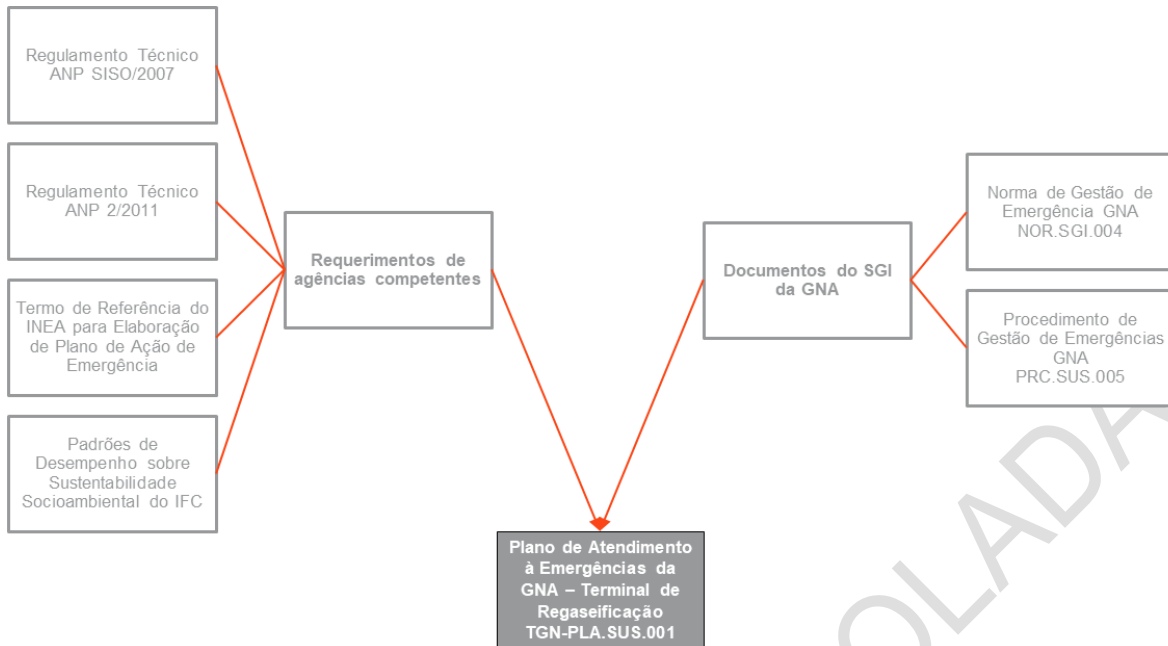 Regulamento Técnico
ANP SISO/2007
Regulamento Técnico
ANP 2/2011
Termo de Referência do
INEA para Elaboração
de Plano de Ação de
Emergência
Padrões de
Desempenho sobre
Sustentabilidade
Socioambiental do IFC
Requerimentos de
agências competentes
Documentos do SGI
da GNA
Norma de Gestão de
Emergência GNA
NOR.SGI.004
Procedimento de
Gestão de Emergências
GNA
PRC.SUS.005
Plano de Atendimento
à Emergências da
GNA – Terminal de
Regaseificação
TGN-PLA.SUS.001
OLADA